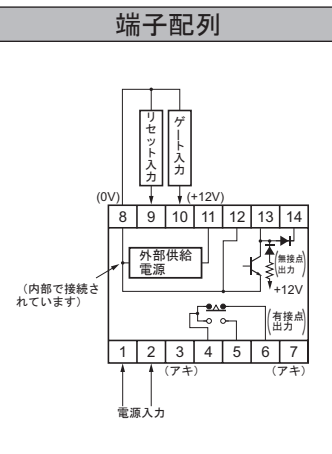 端子配列
リセット入力
ゲート入力
(0V)
(+12V)
8 9 10 11 12 13 14
外部供給
電源
(無接点
出力)
+12V
(内部で接続さ
れています)
(有接点
出力)
1 2 3 4 5 6 7
(アキ)
(アキ)
電源入力